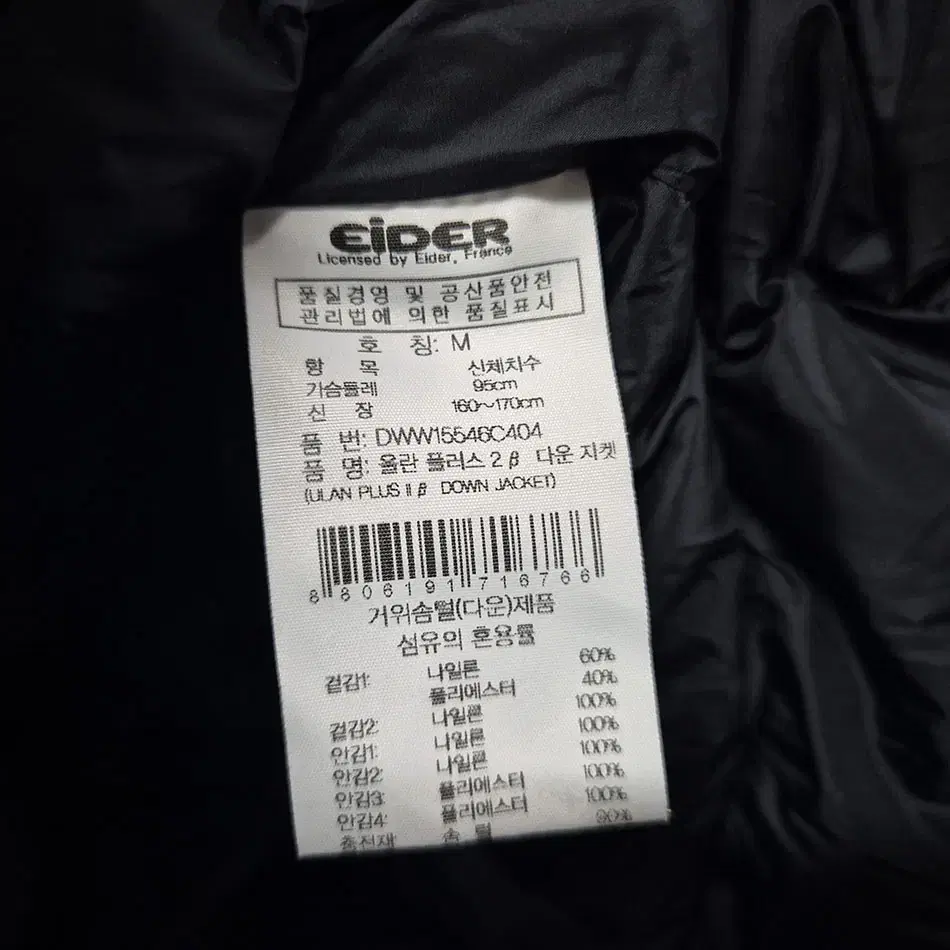 EiDER
Licensed by Eider, France
품질경영 및 공산품안전
관리법에 의한 품질표시
호 칭: M
항 목 신체치수
가슴둘레 95cm
신 장 160~170cm
품 번: DWW15546C404
품 명: 울란 플러스 2 β 다운 자켓
(ULAN PLUS II β DOWN JACKET)
8 806191 716766
거위솜털(다운)제품
섬유의 혼용률
겉감1: 나일론 60%
폴리에스터 40%
겉감2: 나일론 100%
안감1: 나일론 100%
안감2: 나일론 100%
안감3: 폴리에스터 100%
안감4: 폴리에스터 100%
충전재: 솜 털 90%